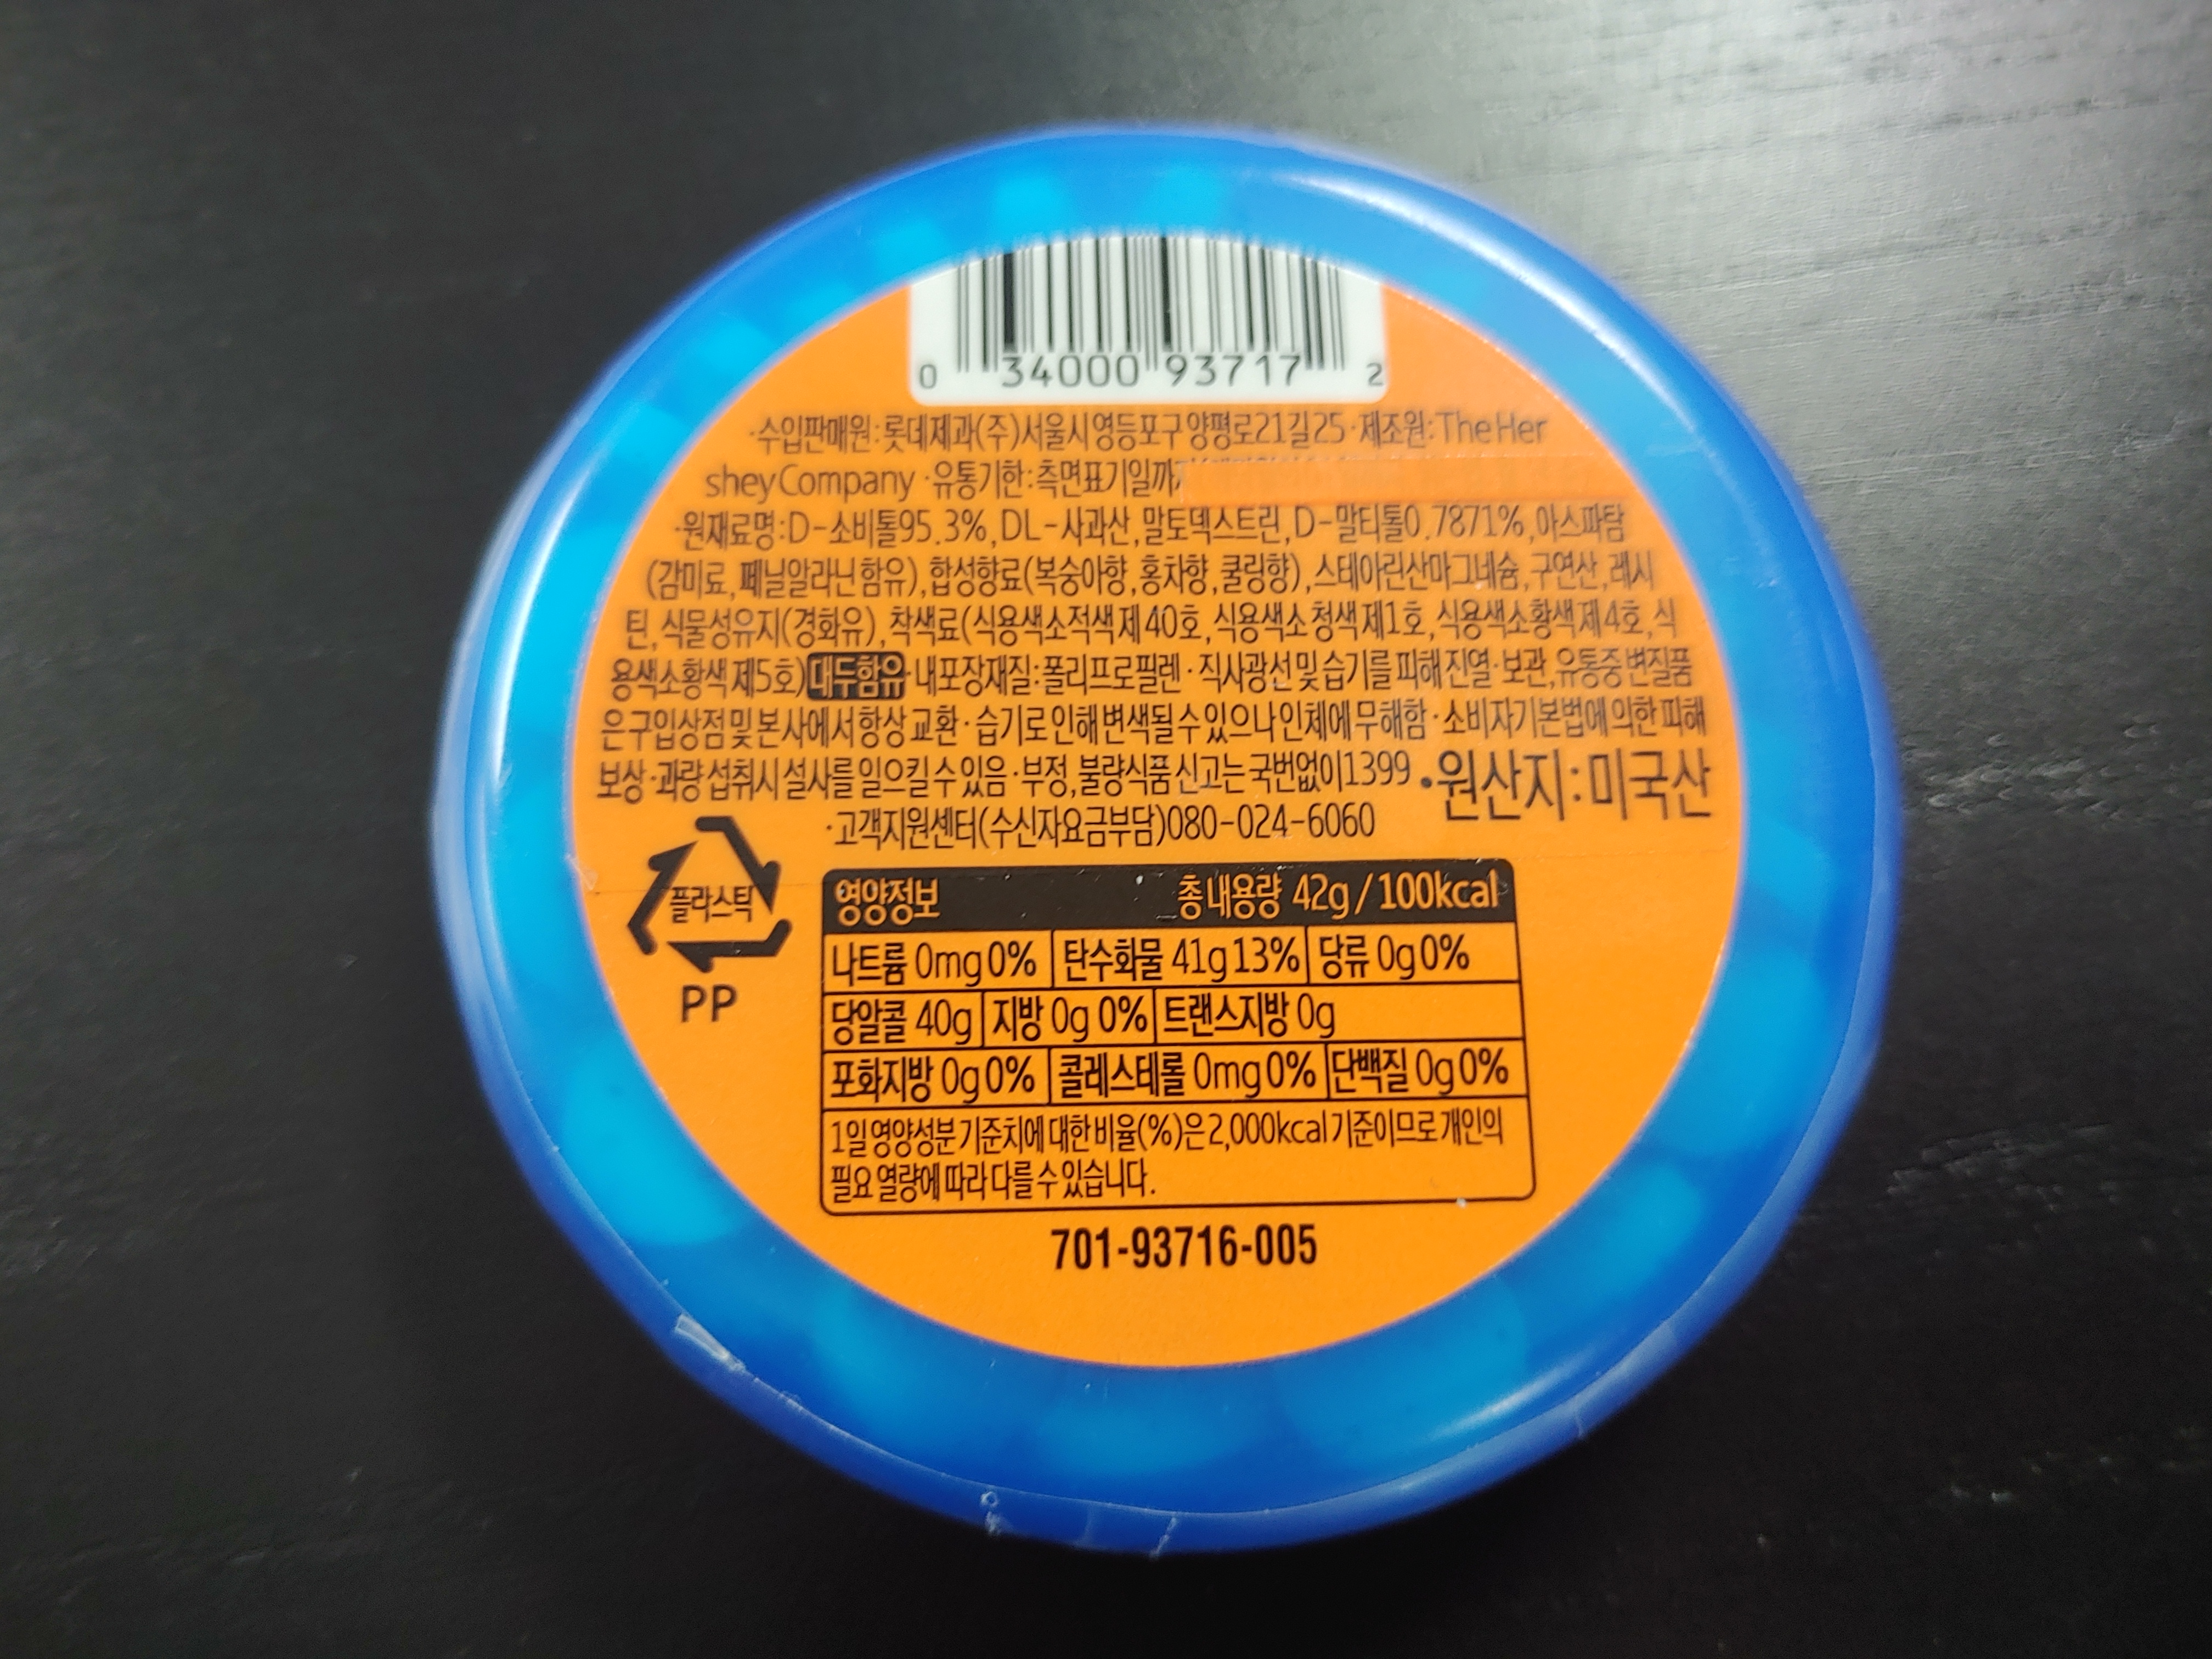 0 34000 93717 2
·수입판매원:롯데제과(주)서울시영등포구양평로21길25·제조원:The Her
shey Company ·유통기한:측면표기일까지
·원재료명:D-소비톨95.3%,DL-사과산,말토덱스트린,D-말티톨0.7871%,아스파탐
(감미료,페닐알라닌함유),합성향료(복숭아향,홍차향,쿨링향),스테아린산마그네슘,구연산,레시
틴,식물성유지(경화유),착색료(식용색소적색제40호,식용색소청색제1호,식용색소황색제4호,식
용색소황색제5호)대두함유·내포장재질:폴리프로필렌·직사광선및습기를피해진열·보관,유통중변질품
은구입상점및본사에서항상교환·습기로인해변색될수있으나인체에무해함·소비자기본법에의한피해
보상·과량섭취시설사를일으킬수있음·부정,불량식품신고는국번없이1399 ·원산지:미국산
·고객지원센터(수신자요금부담)080-024-6060
플라스틱
PP
영양정보 총내용량 42g/100kcal
나트륨 0mg 0% 탄수화물 41g 13% 당류 0g 0%
당알콜 40g 지방 0g 0% 트랜스지방 0g
포화지방 0g 0% 콜레스테롤 0mg 0% 단백질 0g 0%
1일영양성분기준치에대한비율(%)은2,000kcal기준이므로개인의
필요열량에따라다를수있습니다.
701-93716-005